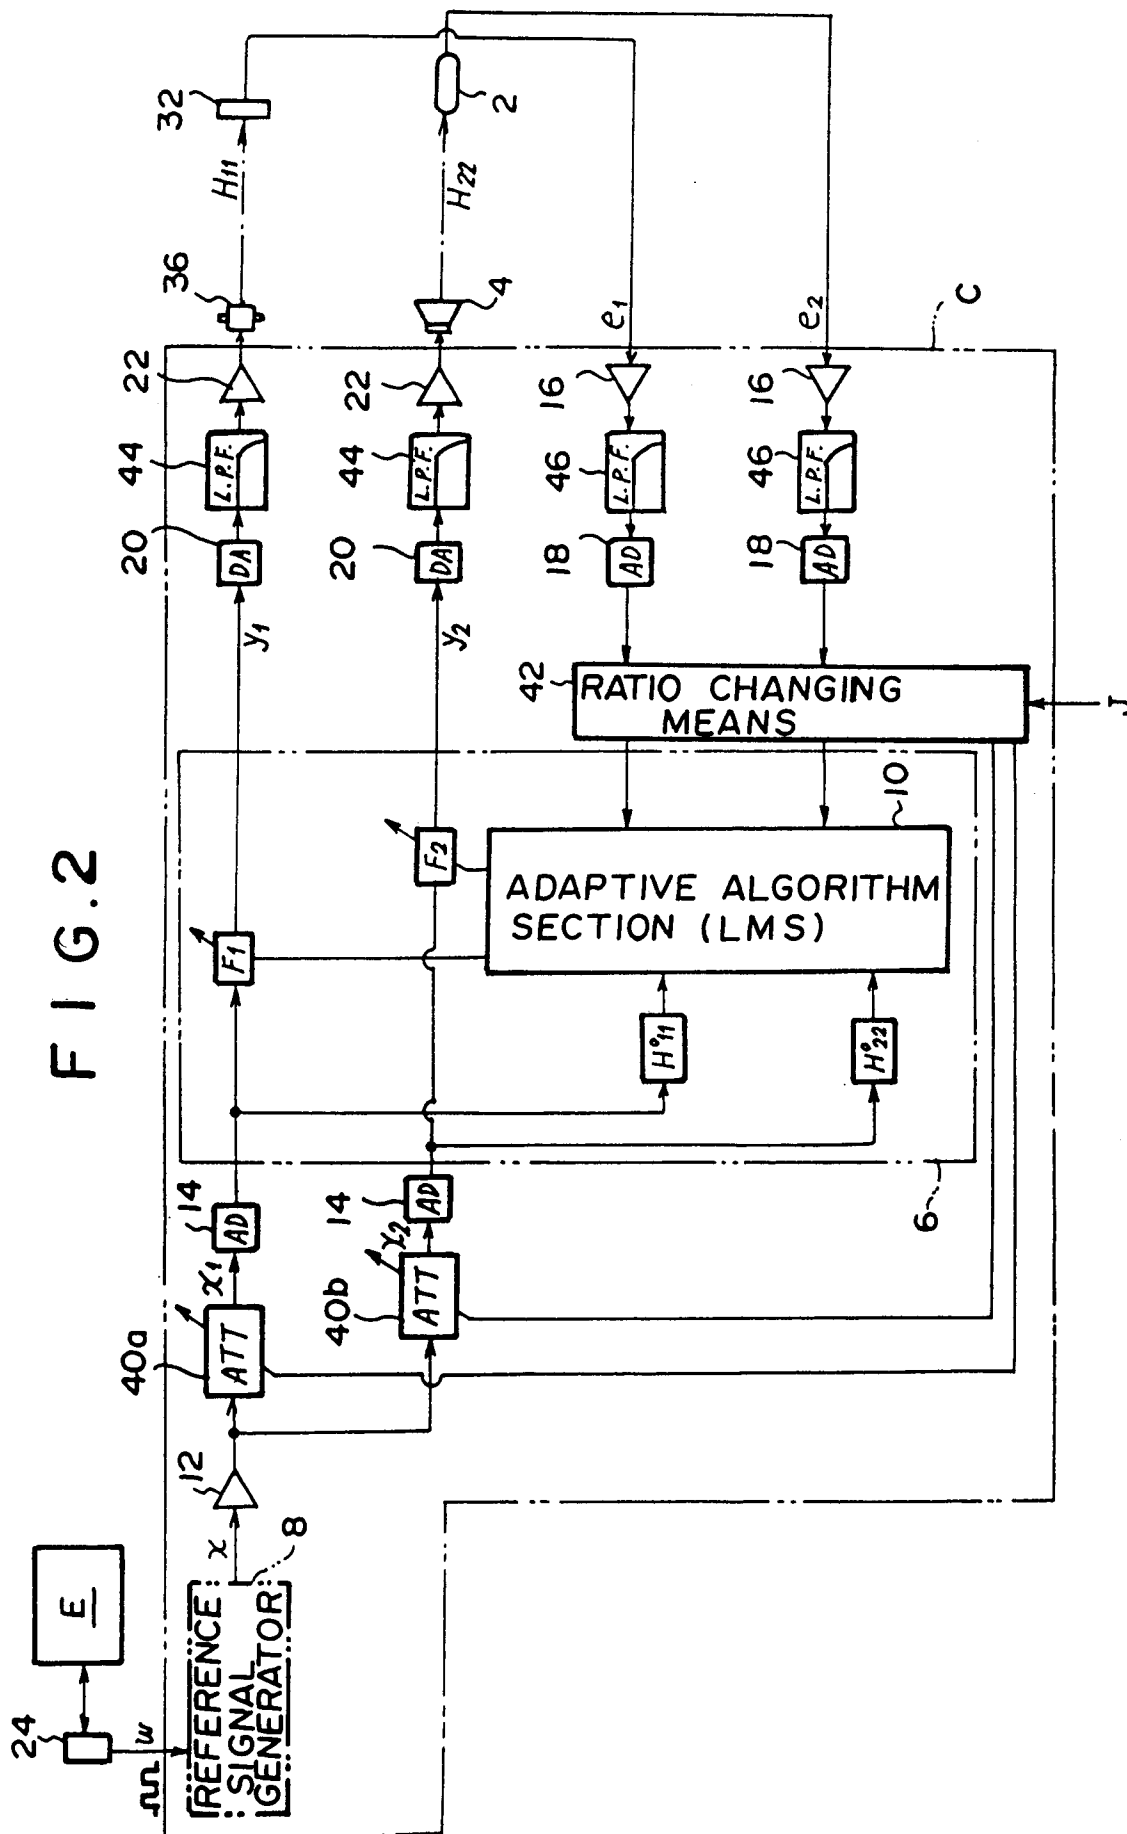 FIG.2
24
E
w
REFERENCE
SIGNAL
GENERATOR
8
x
12
40a
ATT
x1
14
AD
40b
ATT
x2
14
AD
F1
F2
y1
y2
20
DA
44
L.P.F.
22
36
H11
32
20
DA
44
L.P.F.
22
4
H22
2
e1
e2
C
16
46
L.P.F.
18
AD
16
46
L.P.F.
18
AD
42
RATIO CHANGING
MEANS
J
10
ADAPTIVE ALGORITHM
SECTION (LMS)
H°11
H°22
6